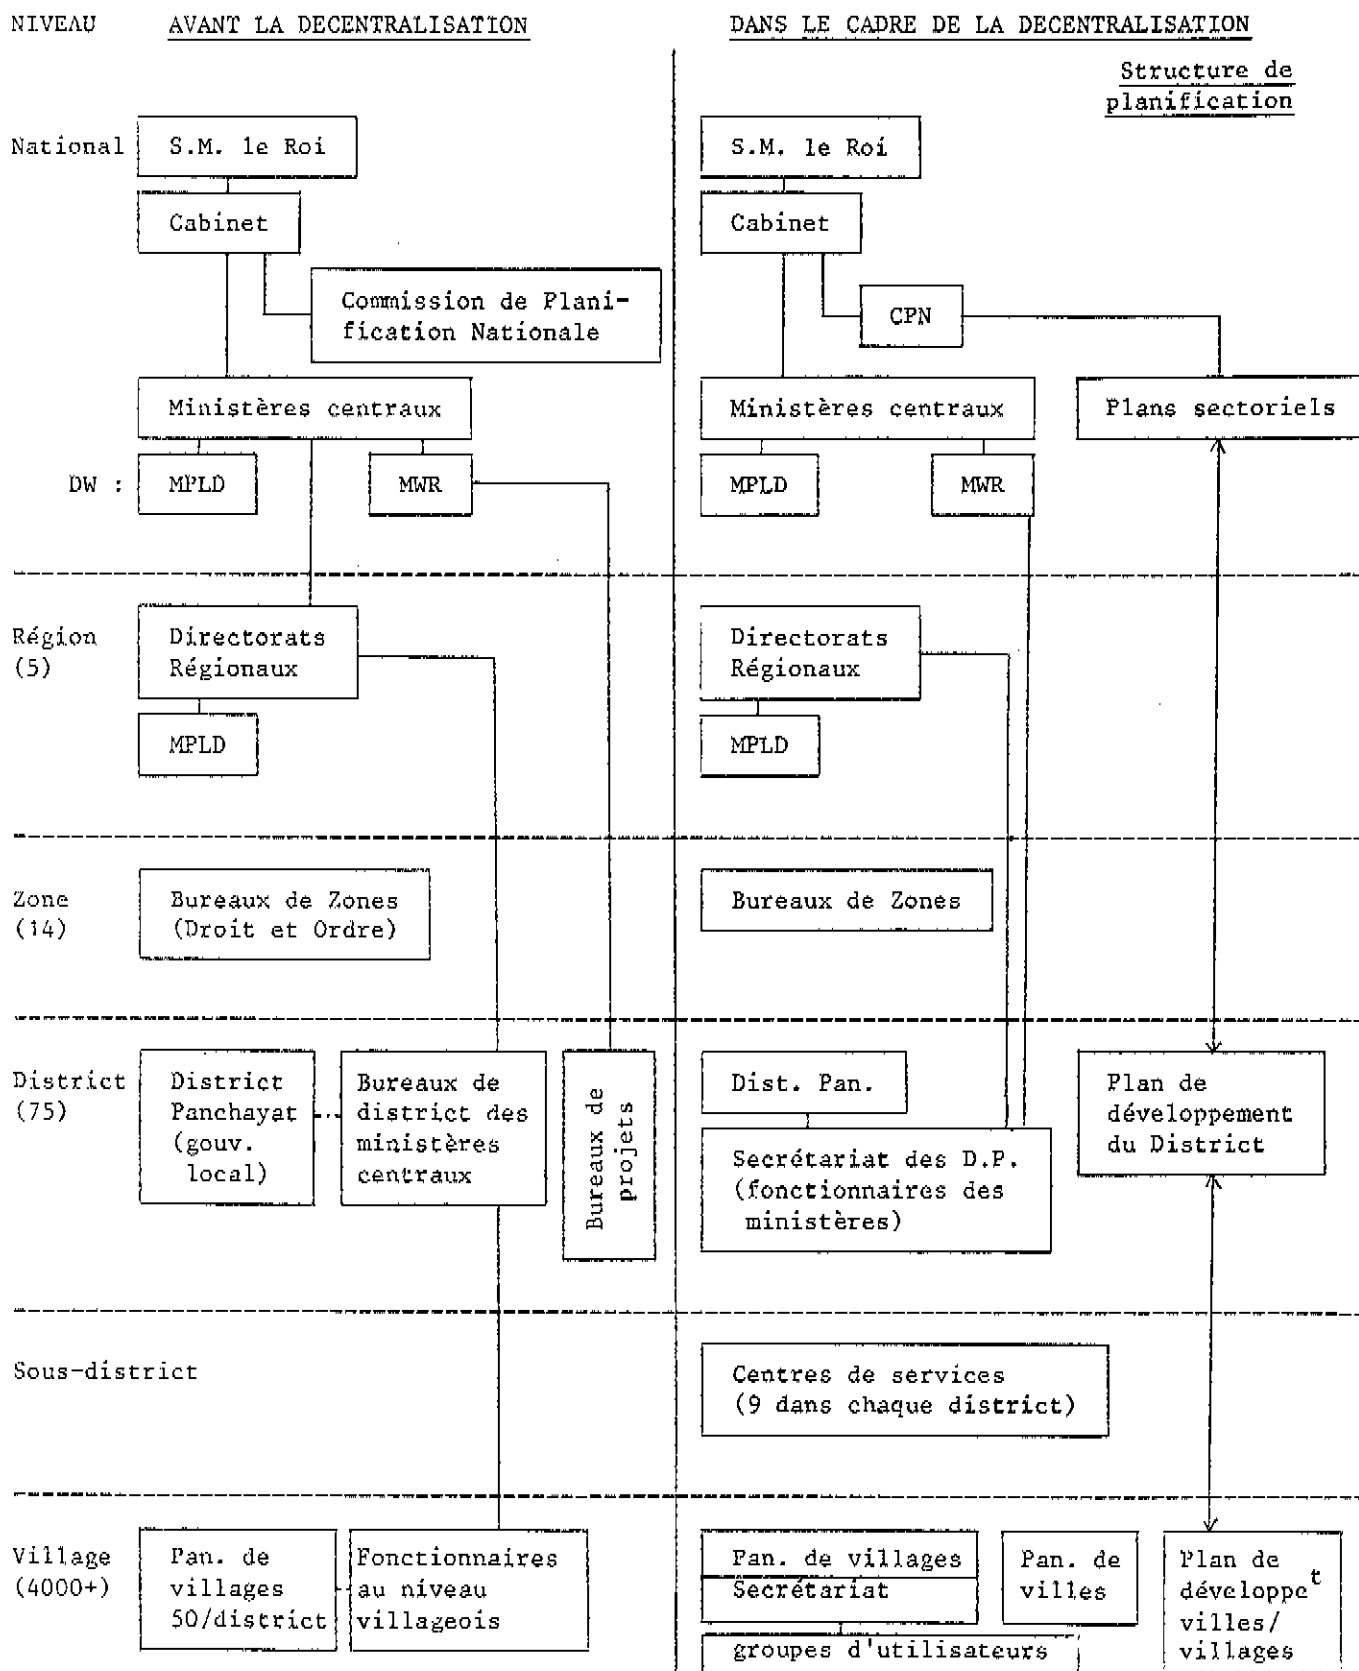 NIVEAU AVANT LA DECENTRALISATION DANS LE CADRE DE LA DECENTRALISATION
Structure de
planification
National S.M. le Roi S.M. le Roi
Cabinet Cabinet
Commission de Plani-
fication Nationale
CPN
Ministères centraux Ministères centraux Plans sectoriels
DW : MPLD MWR MPLD MWR
Région
(5)
Directorats
Régionaux
Directorats
Régionaux
MPLD MPLD
Zone
(14)
Bureaux de Zones
(Droit et Ordre)
Bureaux de Zones
District
(75)
District
Panchayat
(gouv.
local)
Bureaux de
district des
ministères
centraux
Bureaux de
projets
Dist. Pan.
Secrétariat des D.P.
(fonctionnaires des
ministères)
Plan de
développement
du District
Sous-district
Centres de services
(9 dans chaque district)
Village
(4000+)
Pan. de
villages
50/district
Fonctionnaires
au niveau
villageois
Pan. de villages
Secrétariat
groupes d'utilisateurs
Pan. de
villes
Plan de
développe^t
villes/
villages